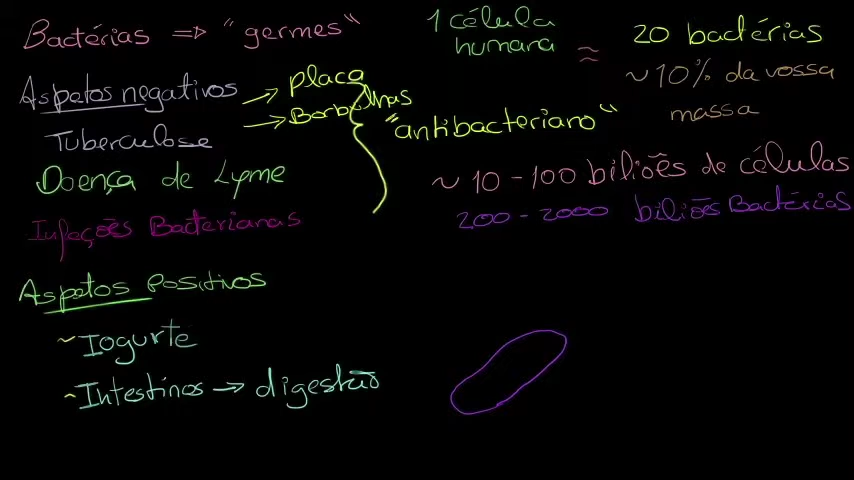 Bactérias => "germes"
Aspetos negativos
→ placa
→ Borbulhas
Tuberculose
Doença de Lyme
Infeções Bacterianas
"antibacteriano"
Aspetos Positivos
~ Iogurte
~ Intestinos → digestão
1 célula humana ≈ 20 bactérias
~ 10% da vossa
massa
~ 10 - 100 biliões de células
200 - 2000 biliões Bactérias